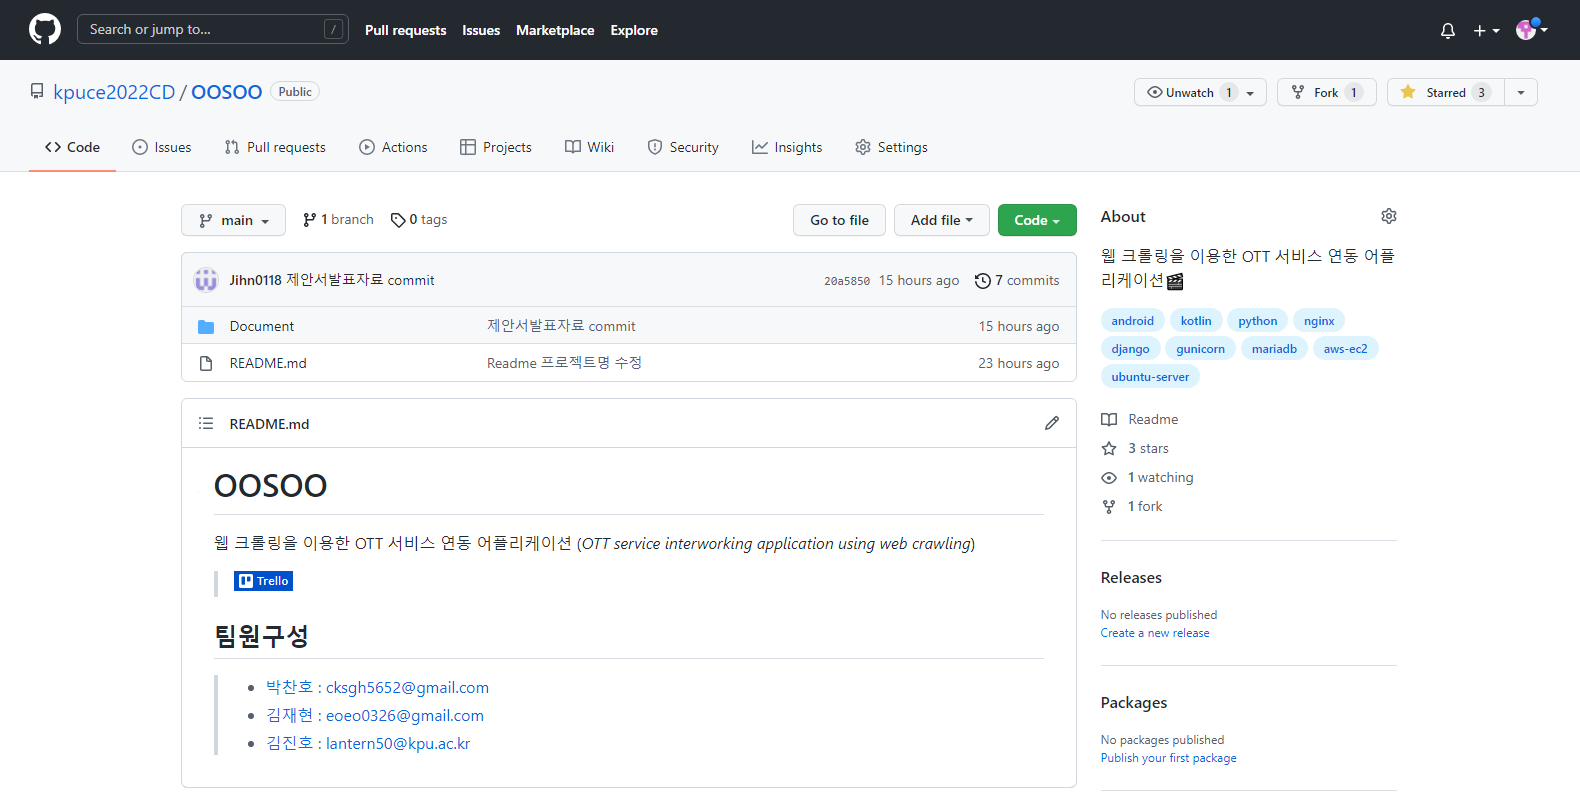 Search or jump to... /
Pull requests Issues Marketplace Explore
kpuce2022CD / OOSOO Public
Unwatch 1 Fork 1 Starred 3
Code Issues Pull requests Actions Projects Wiki Security Insights Settings
main 1 branch 0 tags Go to file Add file Code
Jihn0118 제안서발표자료 commit 20a5850 15 hours ago 7 commits
Document 제안서발표자료 commit 15 hours ago
README.md Readme 프로젝트명 수정 23 hours ago
README.md
OOSOO
웹 크롤링을 이용한 OTT 서비스 연동 어플리케이션 (OTT service interworking application using web crawling)
Trello
팀원구성
박찬호 : cksgh5652@gmail.com
김재현 : eoeo0326@gmail.com
김진호 : lantern50@kpu.ac.kr
About
웹 크롤링을 이용한 OTT 서비스 연동 어플
리케이션🎬
android kotlin python nginx
django gunicorn mariadb aws-ec2
ubuntu-server
Readme
3 stars
1 watching
1 fork
Releases
No releases published
Create a new release
Packages
No packages published
Publish your first package